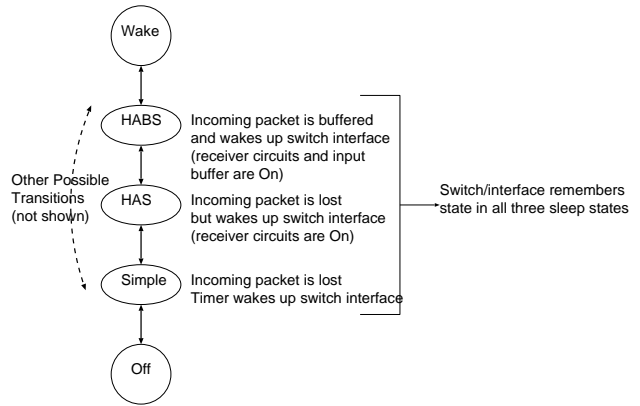 Wake
HABS
Incoming packet is buffered
and wakes up switch interface
(receiver circuits and input
buffer are On)
Other Possible
Transitions
(not shown)
HAS
Incoming packet is lost
but wakes up switch interface
(receiver circuits are On)
Switch/interface remembers
state in all three sleep states
Simple
Incoming packet is lost
Timer wakes up switch interface
Off